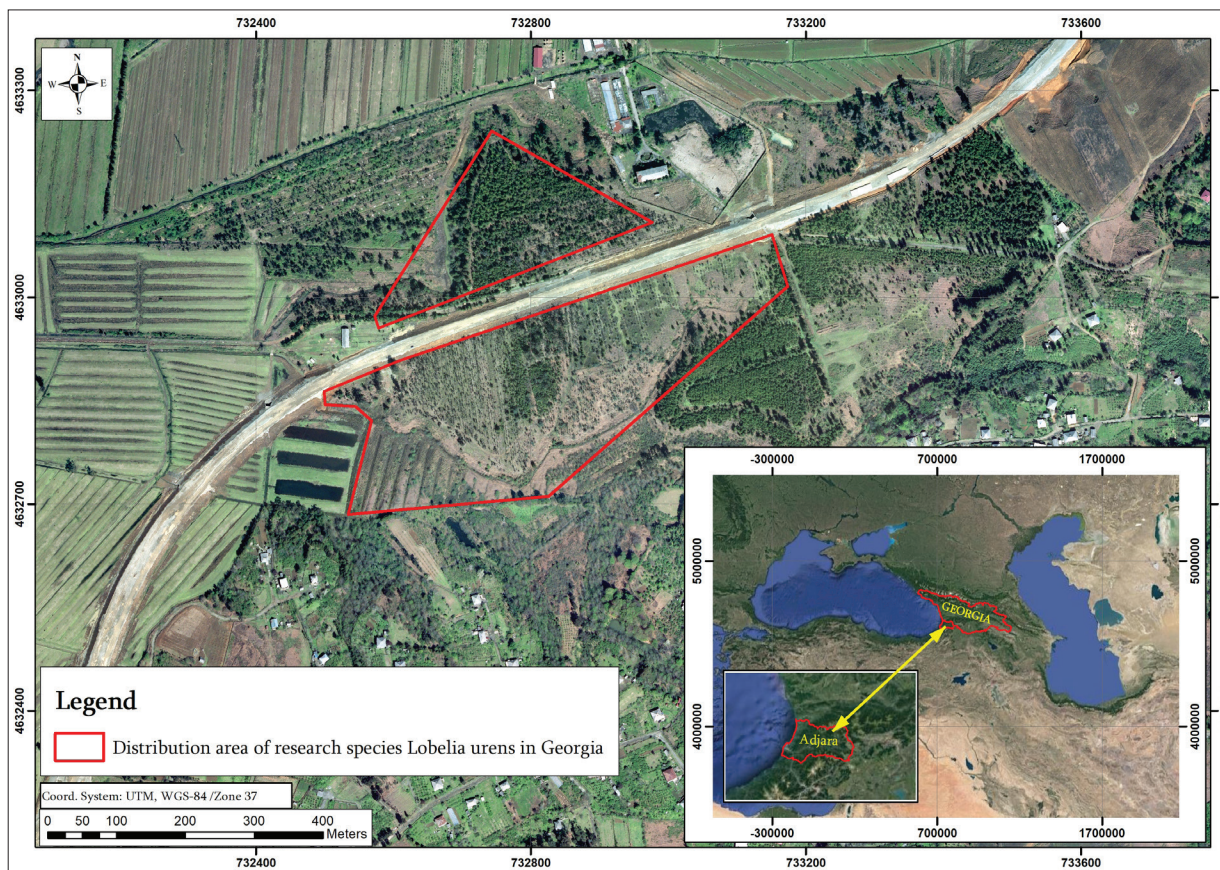 732400 732800 733200 733600
N
W E
S
4633300
4633000
4632700
4632400
-300000 700000 1700000
5000000
4000000
GEORGIA
Adjara
-300000 700000 1700000
Legend
Distribution area of research species Lobelia urens in Georgia
Coord. System: UTM, WGS-84 /Zone 37
0 50 100 200 300 400
Meters
732400 732800 733200 733600